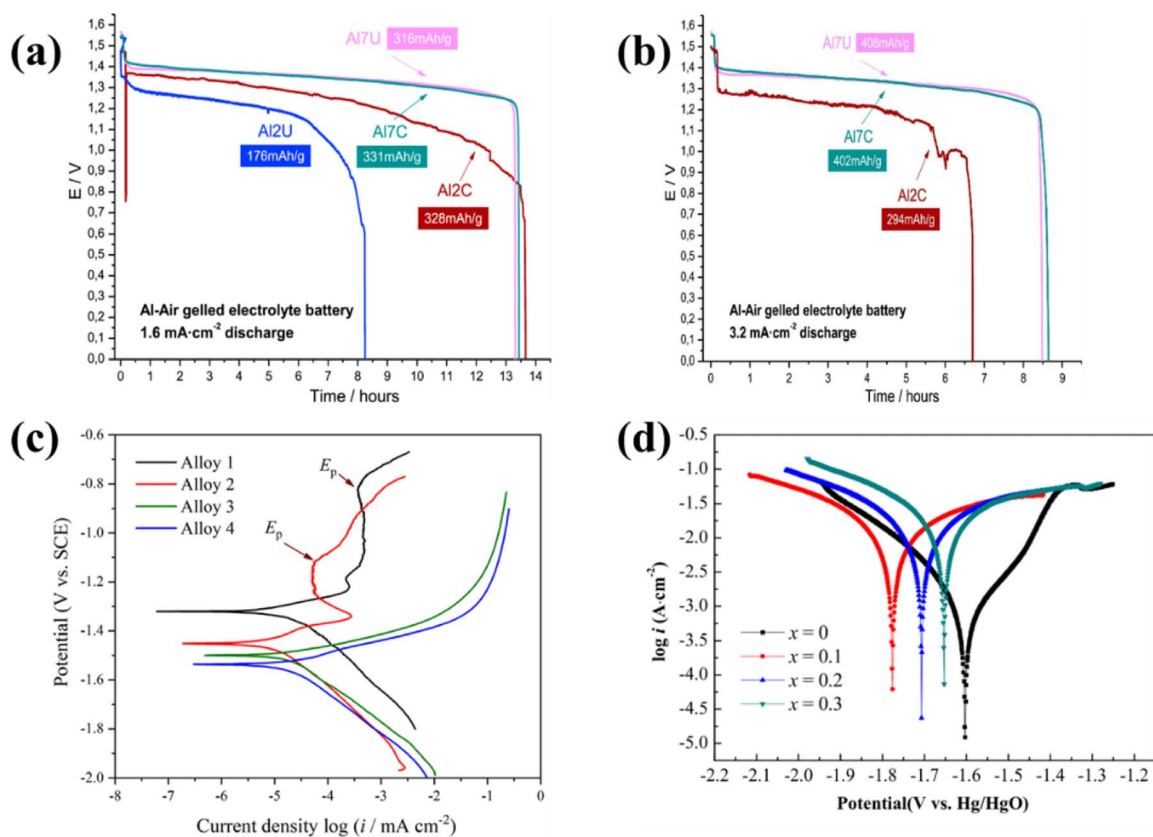 (a)
1,6
1,5
1,4
1,3
1,2
1,1
1,0
0,9
0,8
0,7
0,6
0,5
0,4
0,3
0,2
0,1
0,0
E / V
Al7U 316mAh/g
Al2U
176mAh/g
Al7C
331mAh/g
Al2C
328mAh/g
Al-Air gelled electrolyte battery
1.6 mA·cm⁻² discharge
0 1 2 3 4 5 6 7 8 9 10 11 12 13 14
Time / hours
(b)
1,6
1,5
1,4
1,3
1,2
1,1
1,0
0,9
0,8
0,7
0,6
0,5
0,4
0,3
0,2
0,1
0,0
E / V
Al7U 408mAh/g
Al7C
402mAh/g
Al2C
294mAh/g
Al-Air gelled electrolyte battery
3.2 mA·cm⁻² discharge
0 1 2 3 4 5 6 7 8 9
Time / hours
(c)
-0.6
-0.8
-1.0
-1.2
-1.4
-1.6
-1.8
-2.0
Potential (V vs. SCE)
Alloy 1
Alloy 2
Alloy 3
Alloy 4
Eₚ
Eₚ
-8 -7 -6 -5 -4 -3 -2 -1 0
Current density log (i / mA cm⁻²)
(d)
-0.5
-1.0
-1.5
-2.0
-2.5
-3.0
-3.5
-4.0
-4.5
-5.0
log i (A·cm⁻²)
x = 0
x = 0.1
x = 0.2
x = 0.3
-2.2 -2.1 -2.0 -1.9 -1.8 -1.7 -1.6 -1.5 -1.4 -1.3 -1.2
Potential(V vs. Hg/HgO)